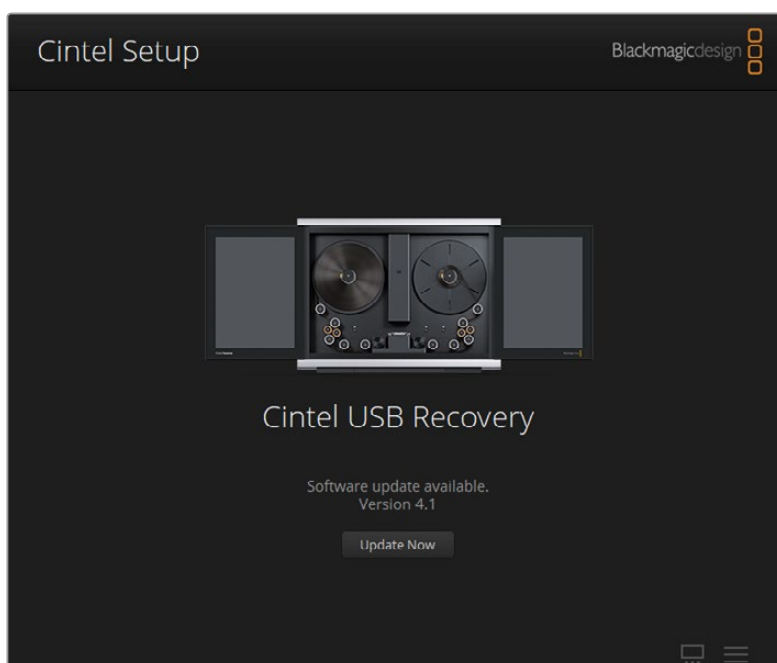 Cintel Setup
Blackmagicdesign
Cintel USB Recovery
Software update available.
Version 4.1
Update Now